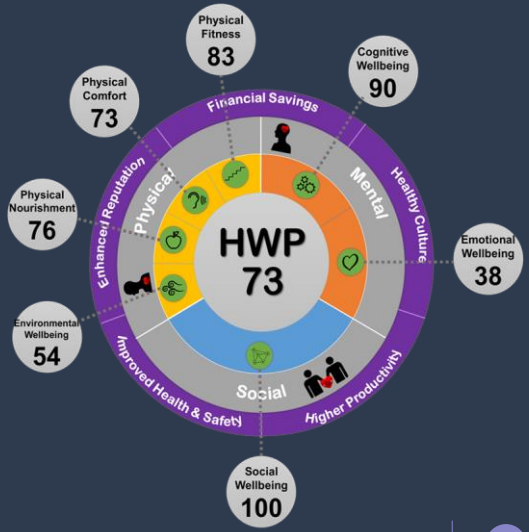 Physical
Fitness
83
Cognitive
Wellbeing
90
Physical
Comfort
73
Financial Savings
Physical
Nourishment
76
Enhanced Reputation
Physical
Mental
Healthy Culture
HWP
73
Emotional
Wellbeing
38
Environmental
Wellbeing
54
Improved Health & Safety
Social
Higher Productivity
Social
Wellbeing
100